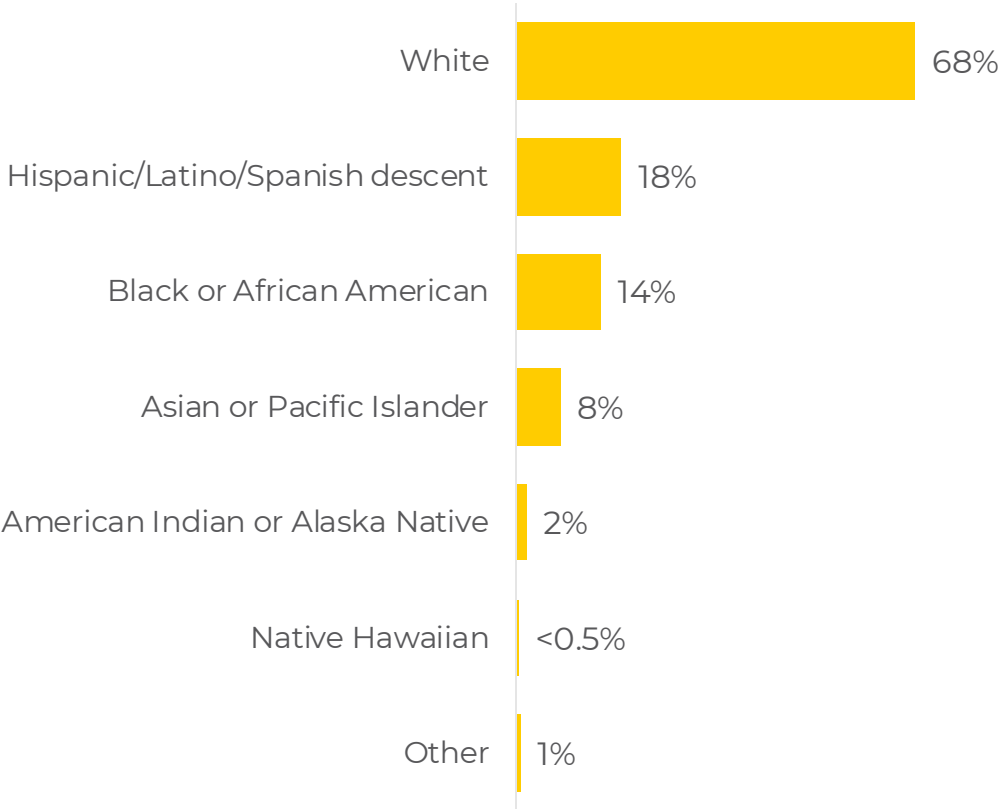 White 68%
Hispanic/Latino/Spanish descent 18%
Black or African American 14%
Asian or Pacific Islander 8%
American Indian or Alaska Native 2%
Native Hawaiian <0.5%
Other 1%